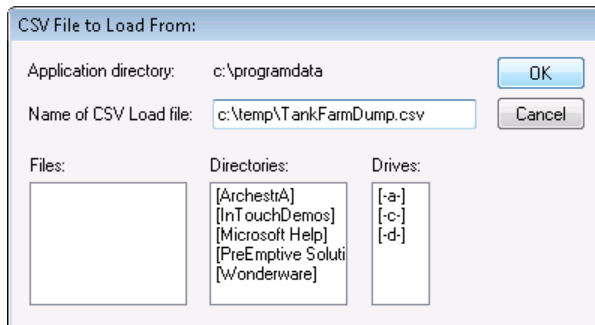 CSV File to Load From:
Application directory: c:\programdata
OK
Name of CSV Load file: c:\temp\TankFarmDump.csv
Cancel
Files:
Directories:
Drives:
[ArchestrA]
[InTouchDemos]
[Microsoft Help]
[PreEmptive Soluti
[Wonderware]
[-a-]
[-c-]
[-d-]